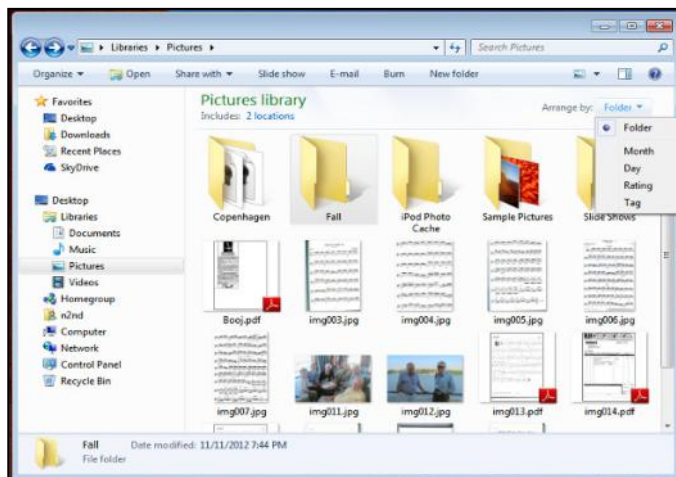 Libraries Pictures
Search Pictures
Organize Open Share with Slide show E-mail Burn New folder
Favorites
Desktop
Downloads
Recent Places
SkyDrive
Desktop
Libraries
Documents
Music
Pictures
Videos
Homegroup
n2nd
Computer
Network
Control Panel
Recycle Bin
Pictures library
Includes: 2 locations
Arrange by: Folder
Folder
Month
Day
Rating
Tag
Copenhagen
Fall
iPod Photo
Cache
Sample Pictures
Slide Shows
Booj.pdf
img003.jpg
img004.jpg
img005.jpg
img006.jpg
img007.jpg
img011.jpg
img012.jpg
img013.pdf
img014.pdf
Fall Date modified: 11/11/2012 7:44 PM
File folder